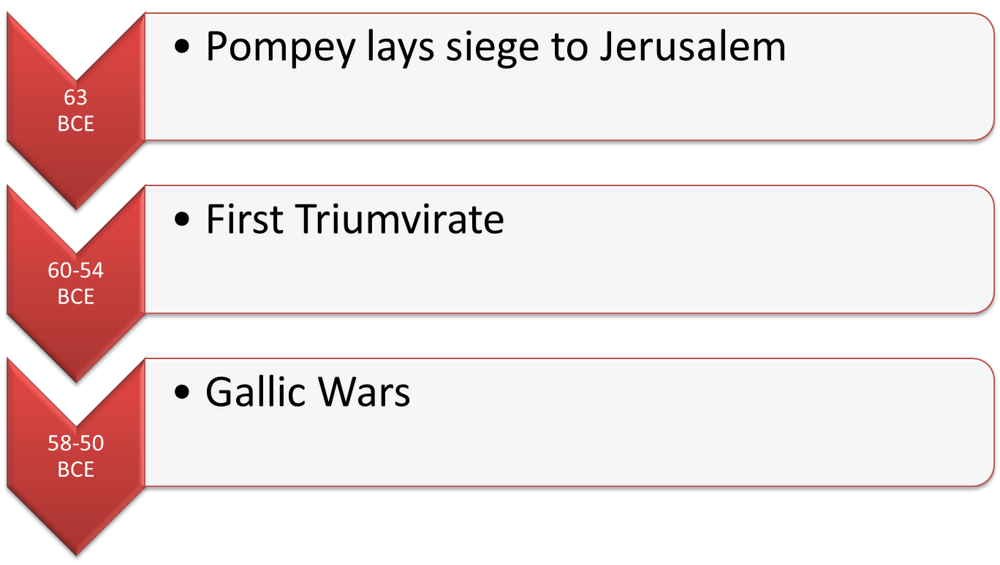 63
BCE
• Pompey lays siege to Jerusalem
60-54
BCE
• First Triumvirate
58-50
BCE
• Gallic Wars